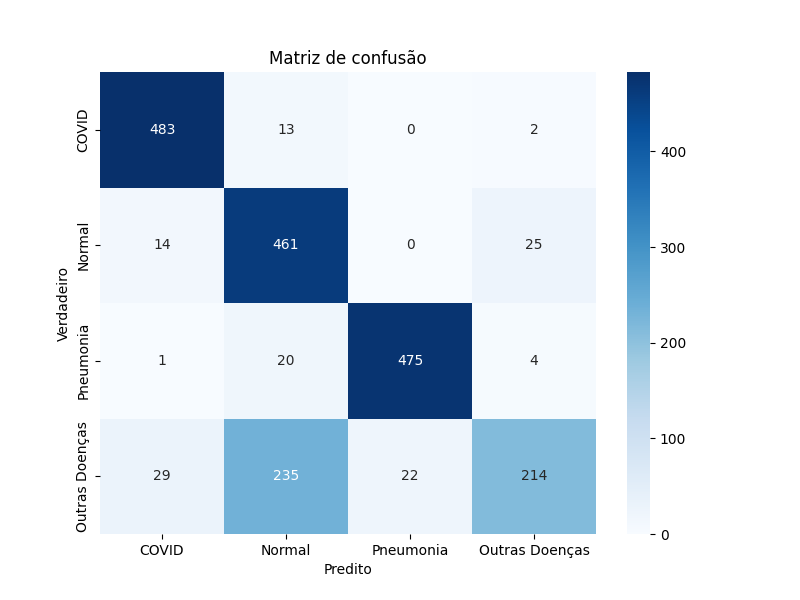 Matriz de confusão
COVID
483 13 0 2
Normal
14 461 0 25
Pneumonia
1 20 475 4
Outras Doenças
29 235 22 214
Verdadeiro
COVID Normal Pneumonia Outras Doenças
Predito
400
300
200
100
0